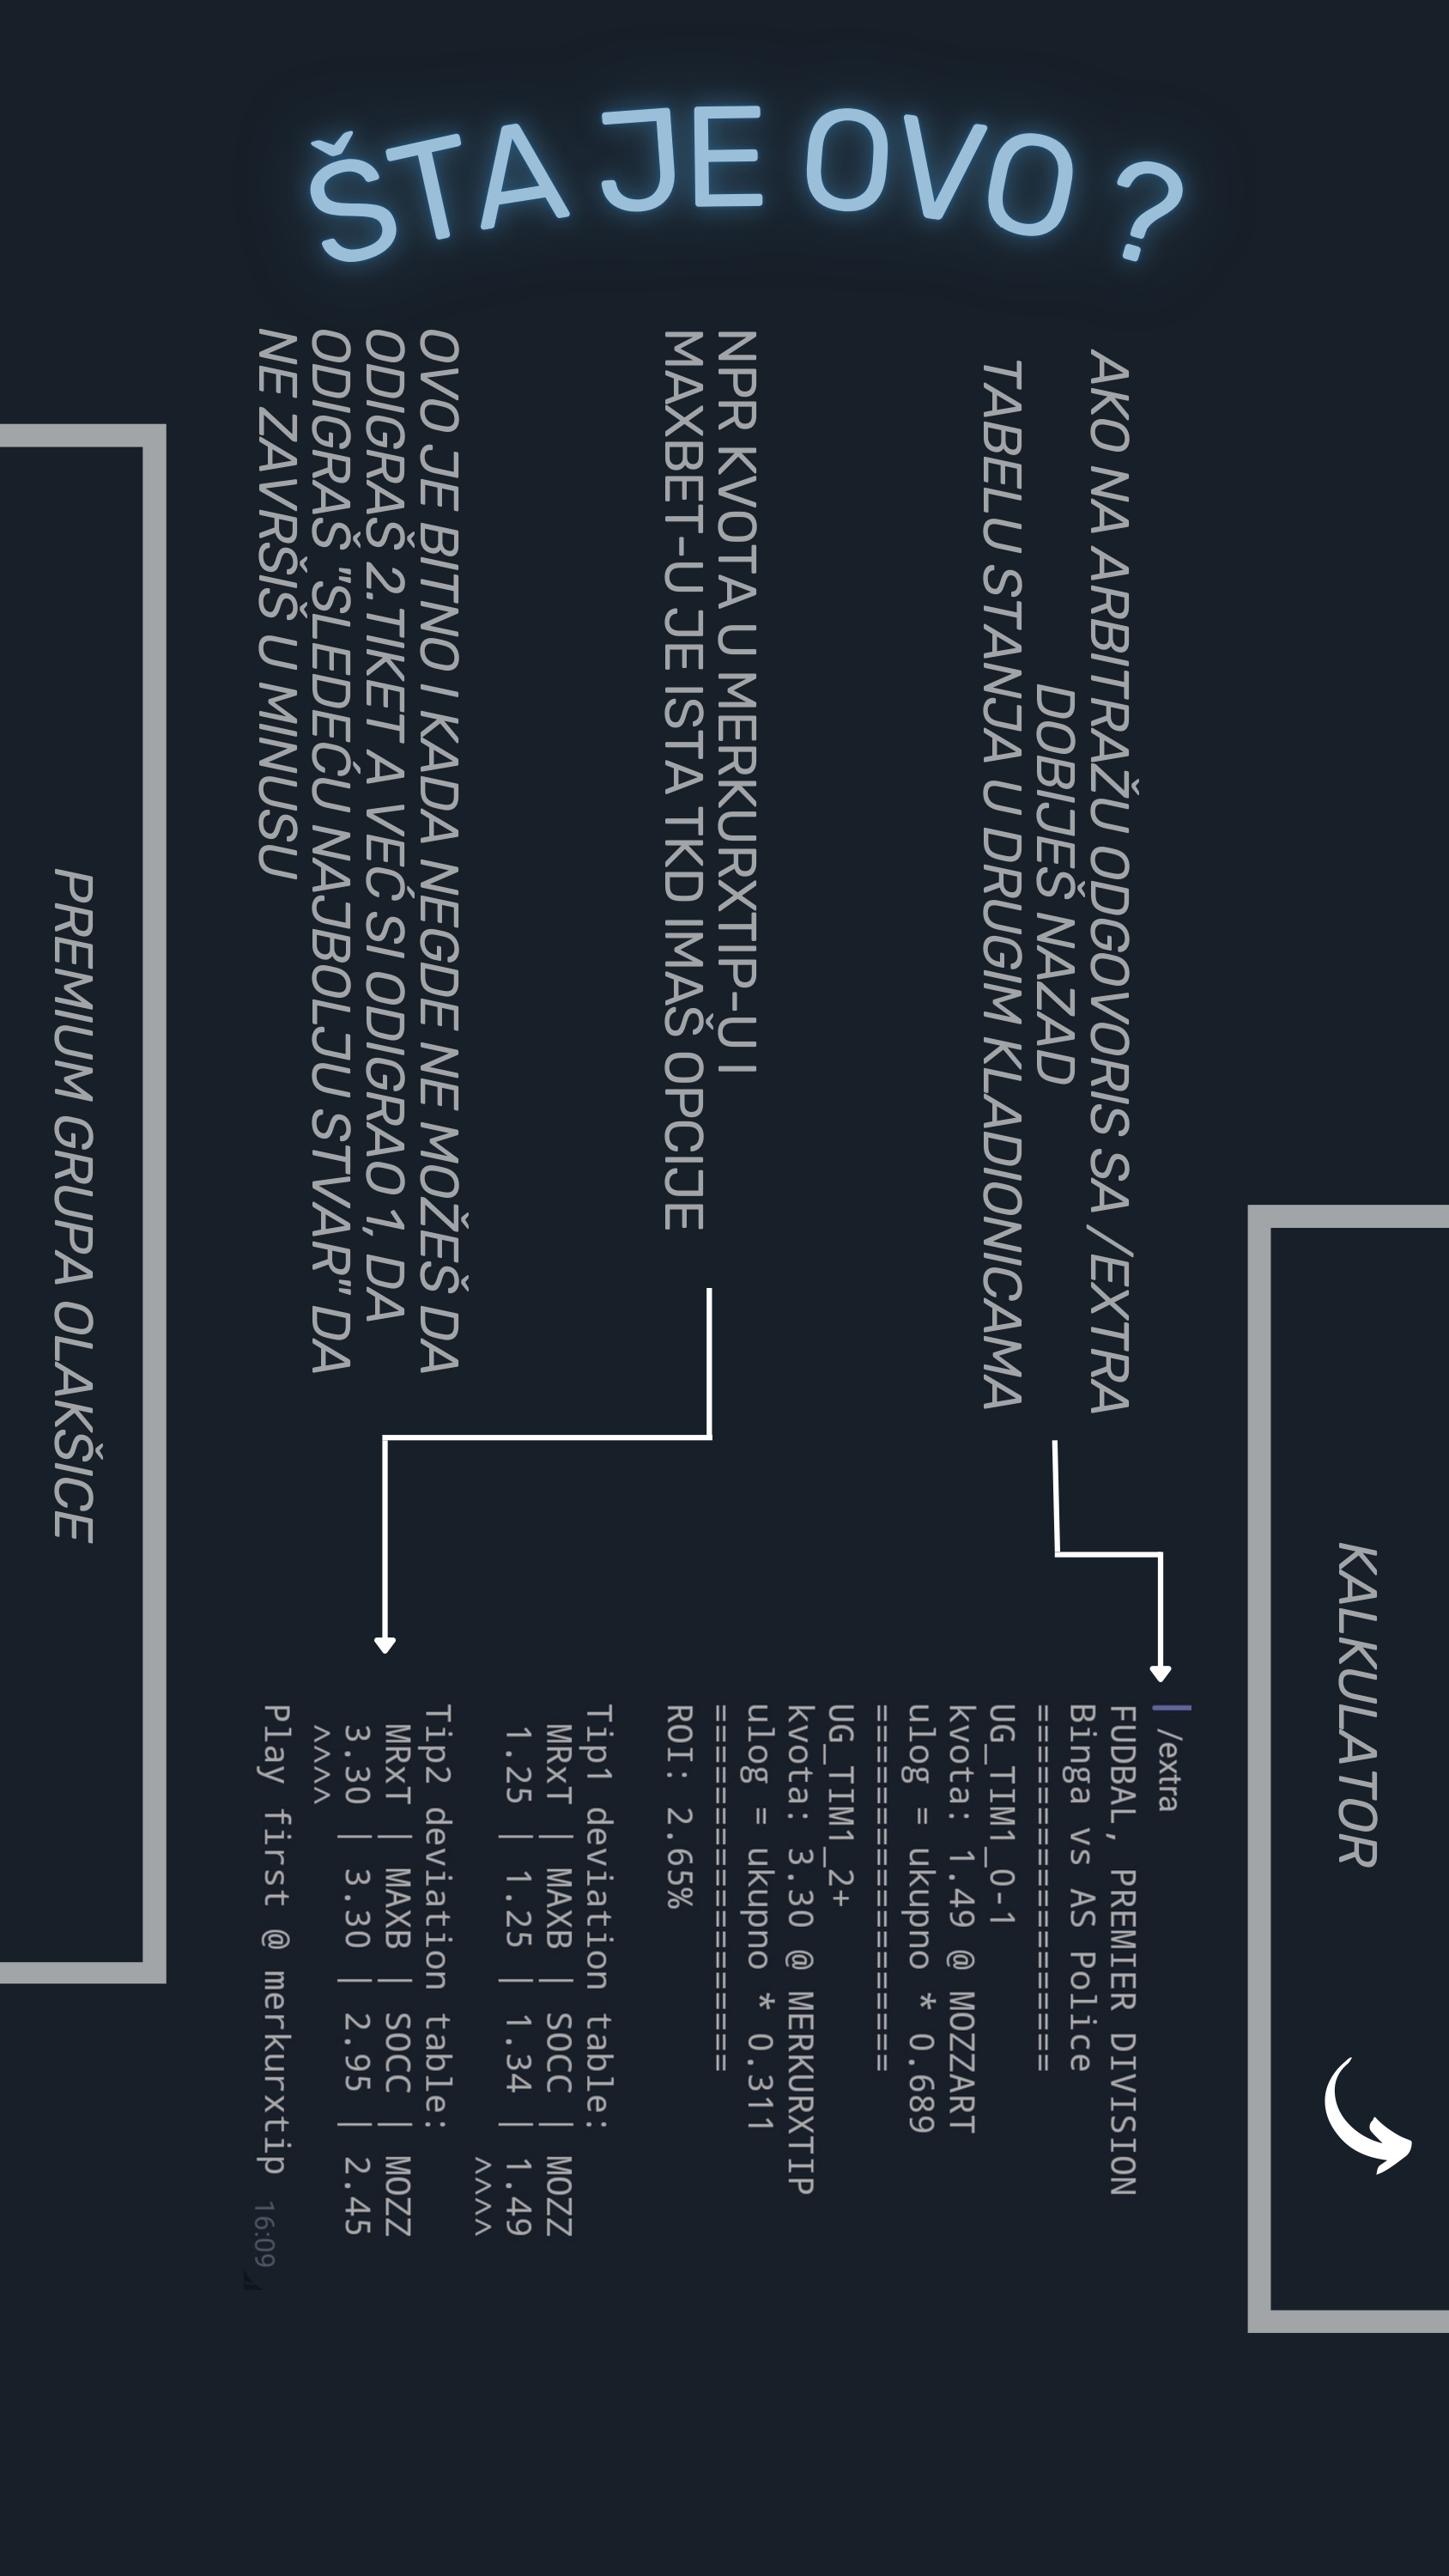 ŠTA JE OVO ?
KALKULATOR
AKO NA ARBITRAŽU ODGOVORIS SA /EXTRA
DOBIJEŠ NAZAD
TABELU STANJA U DRUGIM KLADIONICAMA
NPR KVOTA U MERKURXTIP-U I
MAXBET-U JE ISTA TKD IMAŠ OPCIJE
OVO JE BITNO I KADA NEGDE NE MOŽEŠ DA
ODIGRAŠ 2.TIKET A VEĆ SI ODIGRAO 1, DA
ODIGRAŠ "SLEDEĆU NAJBOLJU STVAR" DA
NE ZAVRŠIŠ U MINUSU
/extra
FUDBAL, PREMIER DIVISION
Binga vs AS Police
==================
UG_TIM1_0-1
kvota: 1.49 @ MOZZART
ulog = ukupno * 0.689
==================
UG_TIM1_2+
kvota: 3.30 @ MERKURXTIP
ulog = ukupno * 0.311
==================
ROI: 2.65%
Tip1 deviation table:
MRxT | MAXB | SOCC | MOZZ
1.25 | 1.25 | 1.34 | 1.49
^^^^
Tip2 deviation table:
MRxT | MAXB | SOCC | MOZZ
3.30 | 3.30 | 2.95 | 2.45
^^^^
Play first @ merkurxtip 16:09
PREMIUM GRUPA OLAKŠICE